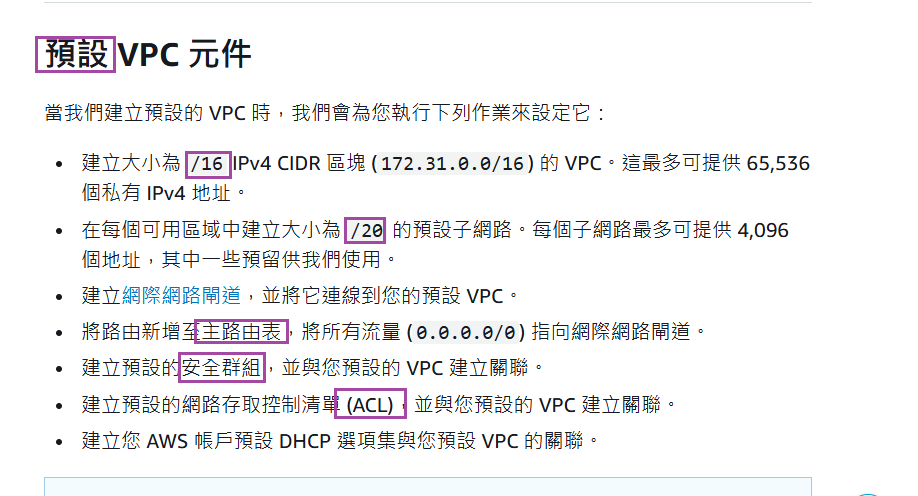 預設 VPC 元件
當我們建立預設的 VPC 時，我們會為您執行下列作業來設定它：
• 建立大小為 /16 IPv4 CIDR 區塊 (172.31.0.0/16) 的 VPC。這最多可提供 65,536
個私有 IPv4 地址。
• 在每個可用區域中建立大小為 /20 的預設子網路。每個子網路最多可提供 4,096
個地址，其中一些預留供我們使用。
• 建立網際網路閘道，並將它連線到您的預設 VPC。
• 將路由新增至主路由表，將所有流量 (0.0.0.0/0) 指向網際網路閘道。
• 建立預設的安全群組，並與您預設的 VPC 建立關聯。
• 建立預設的網路存取控制清單 (ACL)，並與您預設的 VPC 建立關聯。
• 建立您 AWS 帳戶預設 DHCP 選項集與您預設 VPC 的關聯。